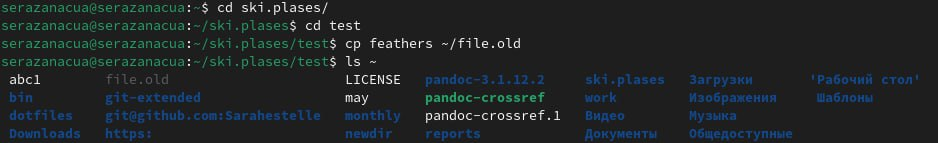 serazanacua@serazanacua:~$ cd ski.plases/
serazanacua@serazanacua:~/ski.plases$ cd test
serazanacua@serazanacua:~/ski.plases/test$ cp feathers ~/file.old
serazanacua@serazanacua:~/ski.plases/test$ ls ~
abc1 file.old LICENSE pandoc-3.1.12.2 ski.plases Загрузки 'Рабочий стол'
bin git-extended may pandoc-crossref work Изображения Шаблоны
dotfiles git@github.com:Sarahestelle monthly pandoc-crossref.1 Видео Музыка
Downloads https: newdir reports Документы Общедоступные